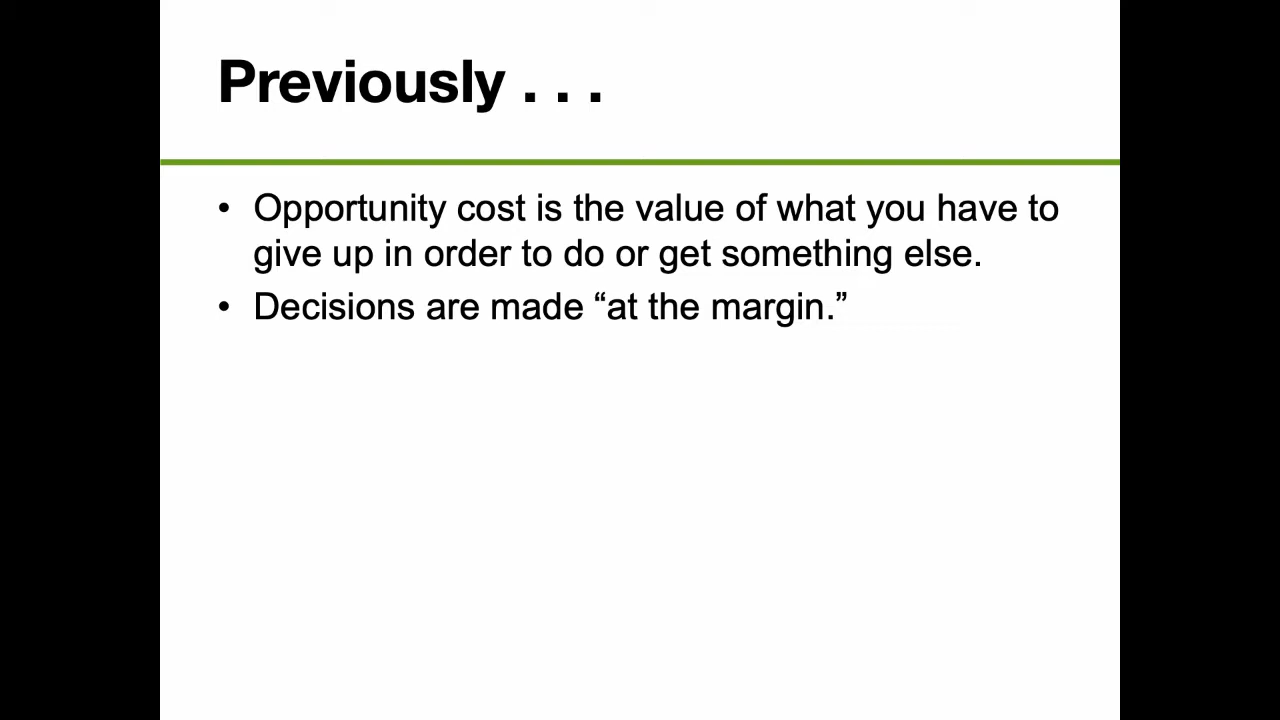 Previously . . .
• Opportunity cost is the value of what you have to
give up in order to do or get something else.
• Decisions are made “at the margin.”